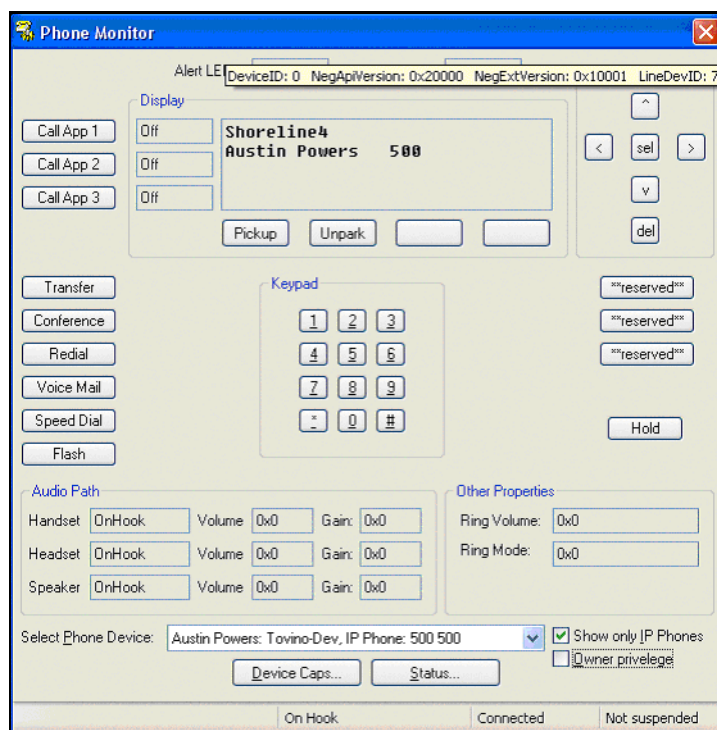 Phone Monitor
Alert LE
DeviceID: 0 NegApiVersion: 0x20000 NegExtVersion: 0x10001 LineDevID: 7
Display
Call App 1 Off Shoreline4 ^
Call App 2 Off Austin Powers 500 < sel >
Call App 3 Off v
Pickup Unpark del
Transfer Keypad **reserved**
Conference 1 2 3 **reserved**
Redial 4 5 6 **reserved**
Voice Mail 7 8 9
Speed Dial * 0 # Hold
Flash
Audio Path Other Properties
Handset OnHook Volume 0x0 Gain: 0x0 Ring Volume: 0x0
Headset OnHook Volume 0x0 Gain: 0x0 Ring Mode: 0x0
Speaker OnHook Volume 0x0 Gain: 0x0
Select Phone Device: Austin Powers: Tovino-Dev, IP Phone: 500 500 Show only IP Phones
Owner privelege
Device Caps... Status...
On Hook Connected Not suspended